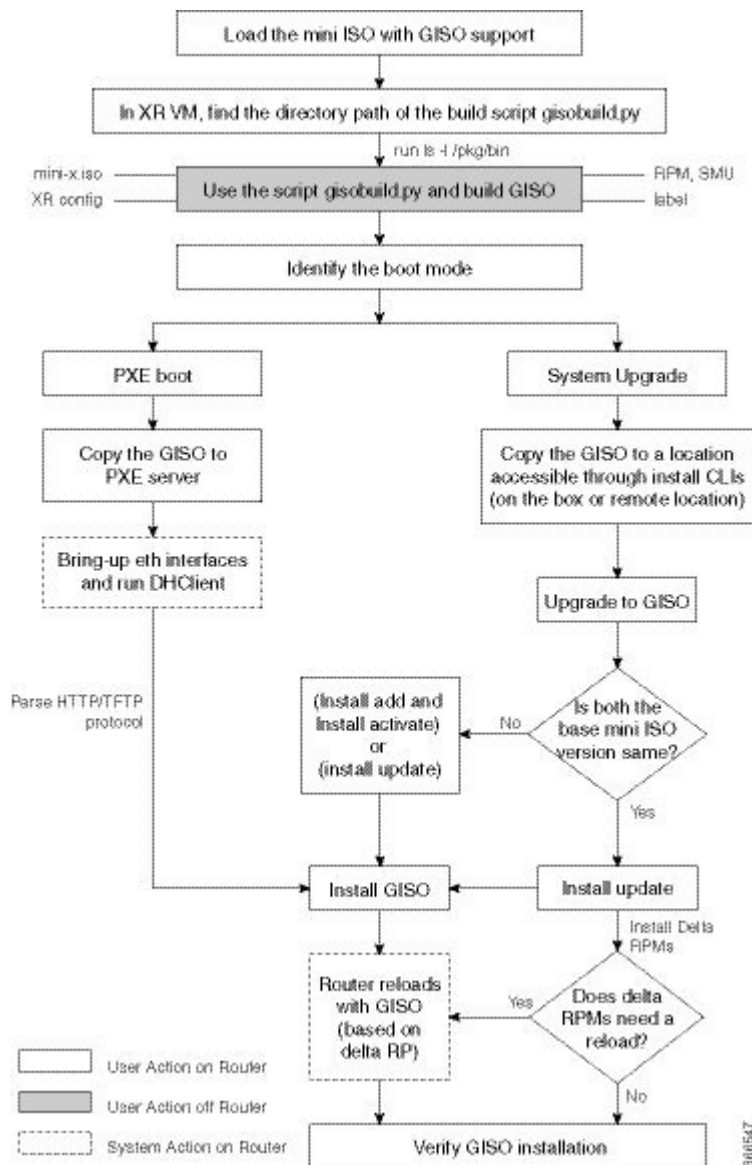 Load the mini ISO with GISO support
In XR VM, find the directory path of the build script gisobuild.py
run ls -l /pkg/bin
mini-x.iso
XR config
Use the script gisobuild.py and build GISO
RPM, SMU
label
Identify the boot mode
PXE boot
System Upgrade
Copy the GISO to
PXE server
Copy the GISO to a location
accessible through install CLIs
(on the box or remote location)
Bring-up eth interfaces
and run DHClient
Upgrade to GISO
Parse HTTP/TFTP
protocol
(Install add and
Install activate)
or
(install update)
No
Is both the
base mini ISO
version same?
Yes
Install GISO
Install update
Install Delta
RPMs
Router reloads
with GISO
(based on
delta RP)
Yes
Does delta
RPMs need a
reload?
No
User Action on Router
User Action off Router
System Action on Router
Verify GISO installation